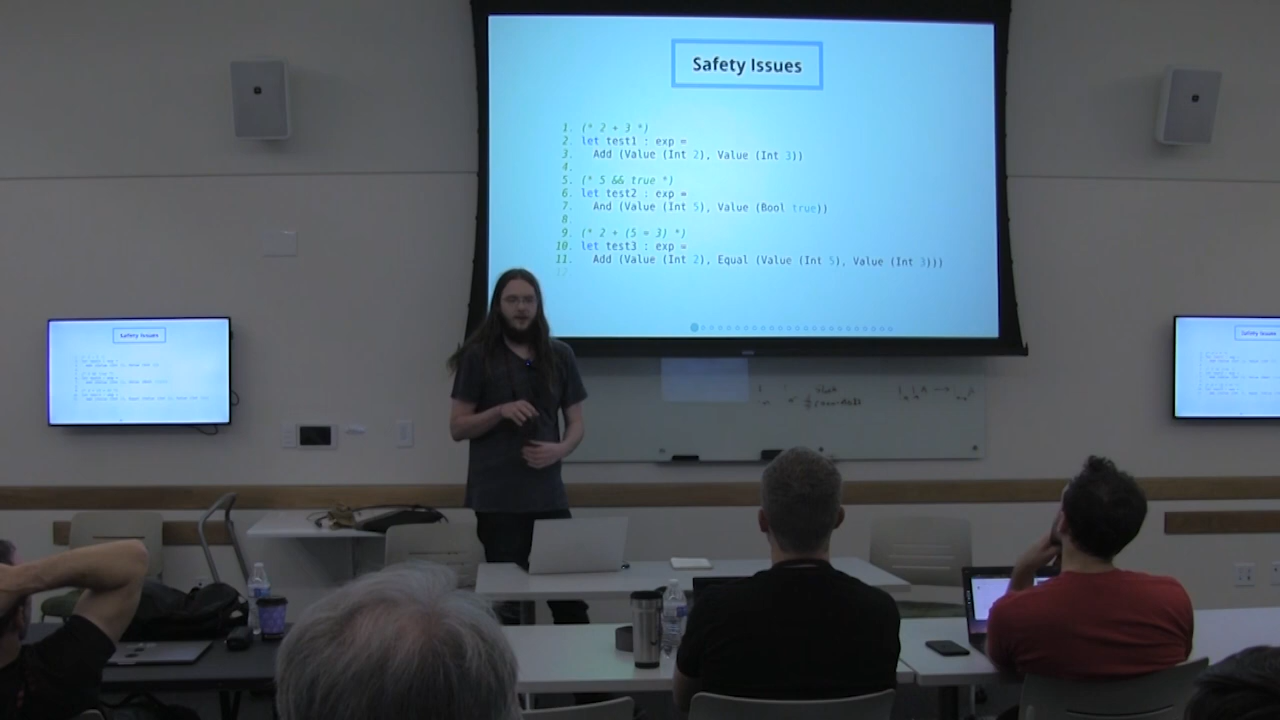 Safety Issues
1. (* 2 + 3 *)
2. let test1 : exp =
3. Add (Value (Int 2), Value (Int 3))
4.
5. (* 5 && true *)
6. let test2 : exp =
7. And (Value (Int 5), Value (Bool true))
8.
9. (* 2 + (5 = 3) *)
10. let test3 : exp =
11. Add (Value (Int 2), Equal (Value (Int 5), Value (Int 3)))
12.
Safety Issues
Safety Issues